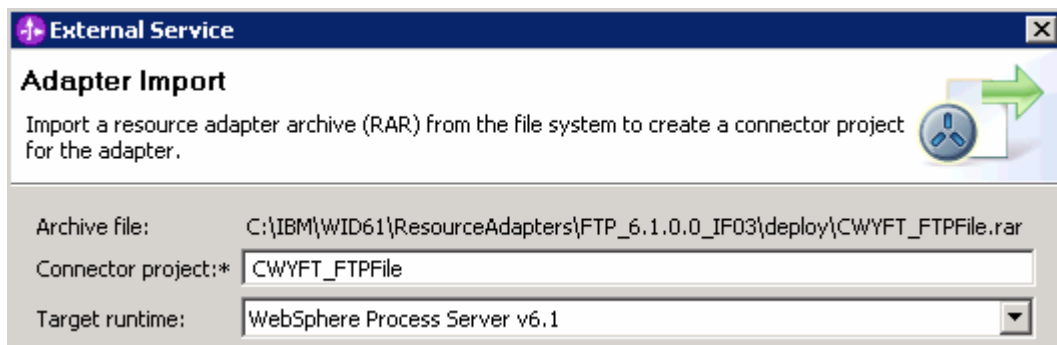 External Service
Adapter Import
Import a resource adapter archive (RAR) from the file system to create a connector project
for the adapter.
Archive file: C:\IBM\WID61\ResourceAdapters\FTP_6.1.0.0_IF03\deploy\CWYFT_FTPFile.rar
Connector project:* CWYFT_FTPFile
Target runtime: WebSphere Process Server v6.1